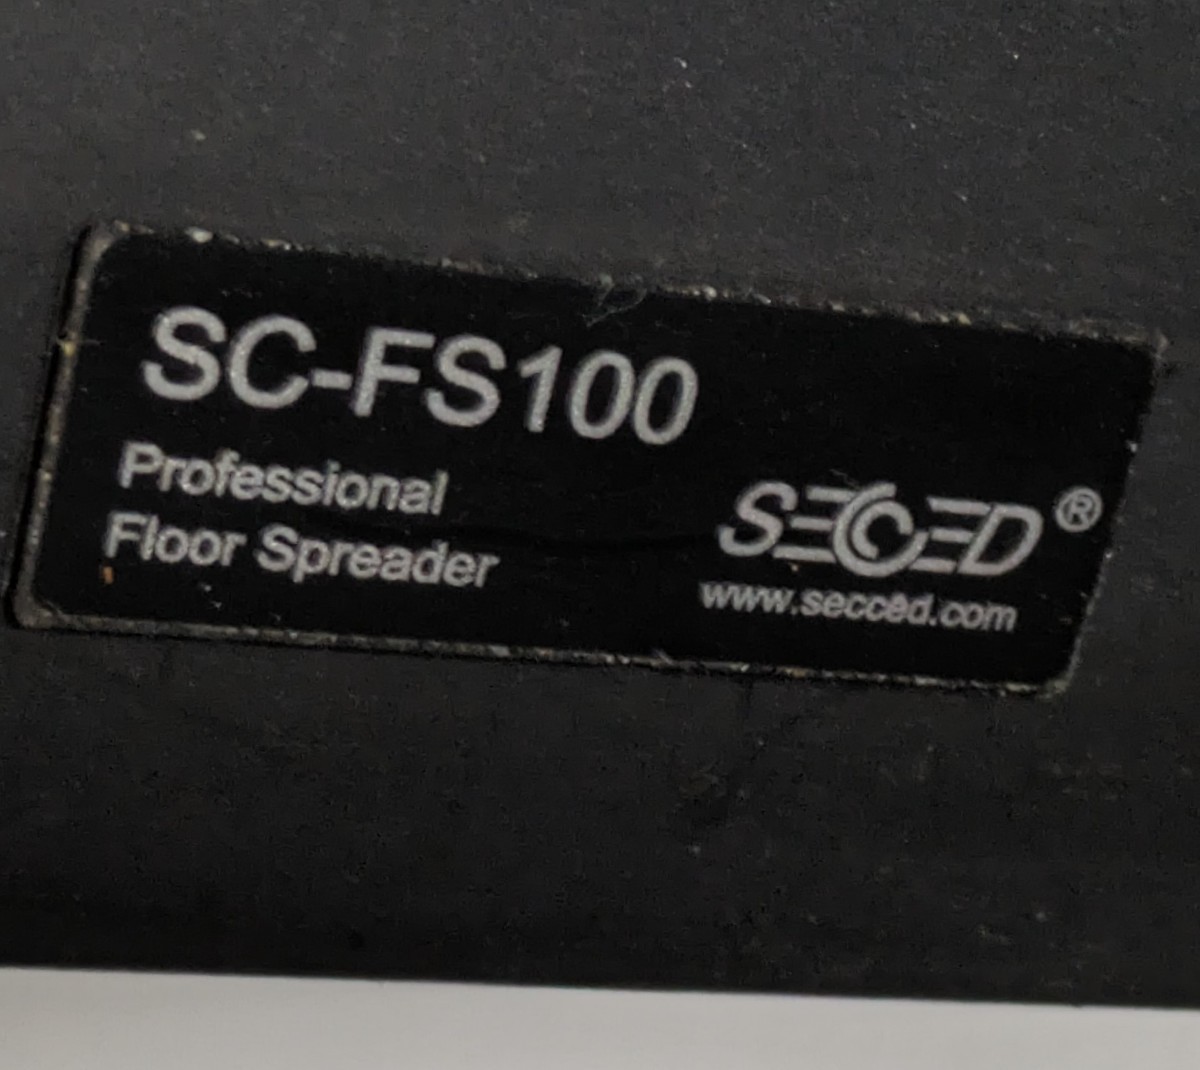 SC-FS100
Professional
Floor Spreader
SECCED®
www.secced.com